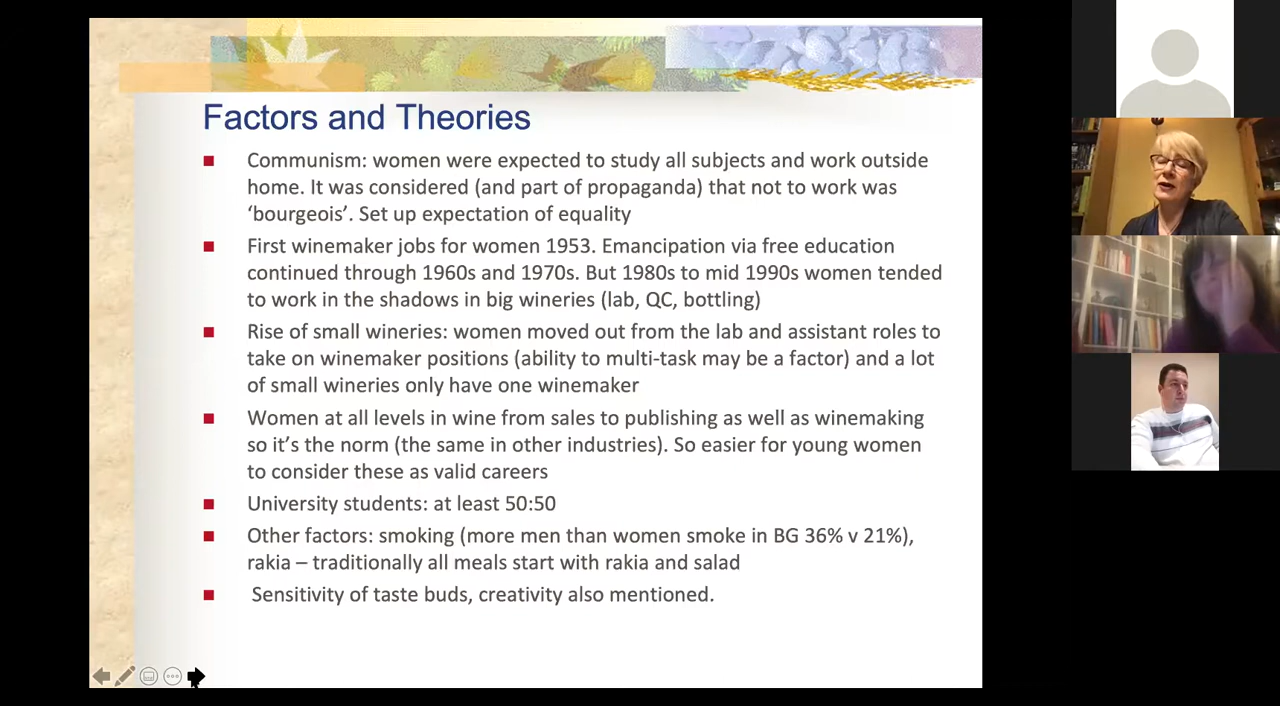 Factors and Theories
Communism: women were expected to study all subjects and work outside
home. It was considered (and part of propaganda) that not to work was
‘bourgeois’. Set up expectation of equality
First winemaker jobs for women 1953. Emancipation via free education
continued through 1960s and 1970s. But 1980s to mid 1990s women tended
to work in the shadows in big wineries (lab, QC, bottling)
Rise of small wineries: women moved out from the lab and assistant roles to
take on winemaker positions (ability to multi-task may be a factor) and a lot
of small wineries only have one winemaker
Women at all levels in wine from sales to publishing as well as winemaking
so it’s the norm (the same in other industries). So easier for young women
to consider these as valid careers
University students: at least 50:50
Other factors: smoking (more men than women smoke in BG 36% v 21%),
rakia – traditionally all meals start with rakia and salad
Sensitivity of taste buds, creativity also mentioned.